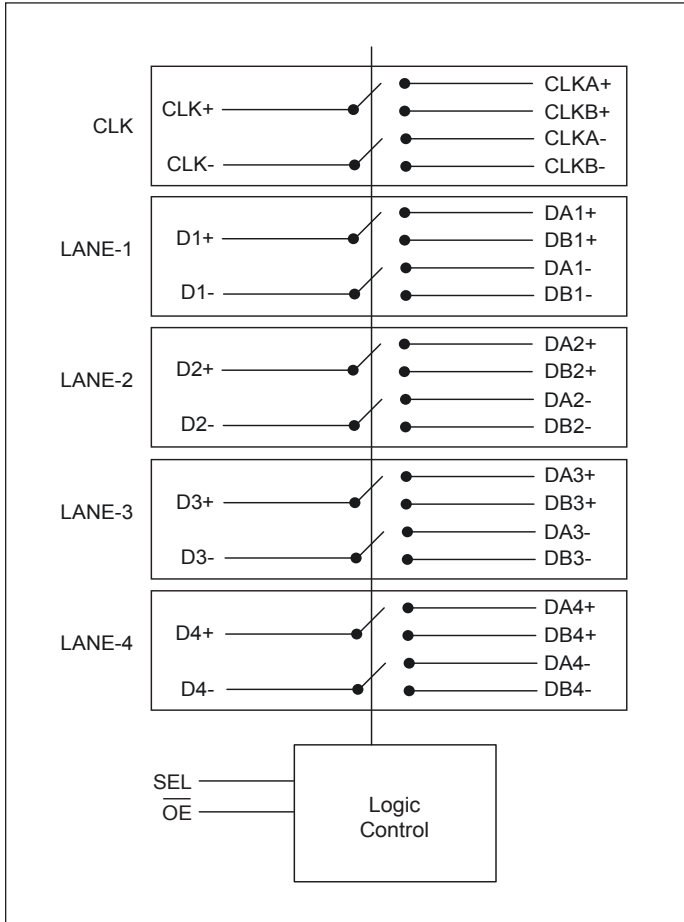 CLK
CLK+
CLK-
CLKA+
CLKB+
CLKA-
CLKB-
LANE-1
D1+
D1-
DA1+
DB1+
DA1-
DB1-
LANE-2
D2+
D2-
DA2+
DB2+
DA2-
DB2-
LANE-3
D3+
D3-
DA3+
DB3+
DA3-
DB3-
LANE-4
D4+
D4-
DA4+
DB4+
DA4-
DB4-
SEL
O̅E̅
Logic
Control